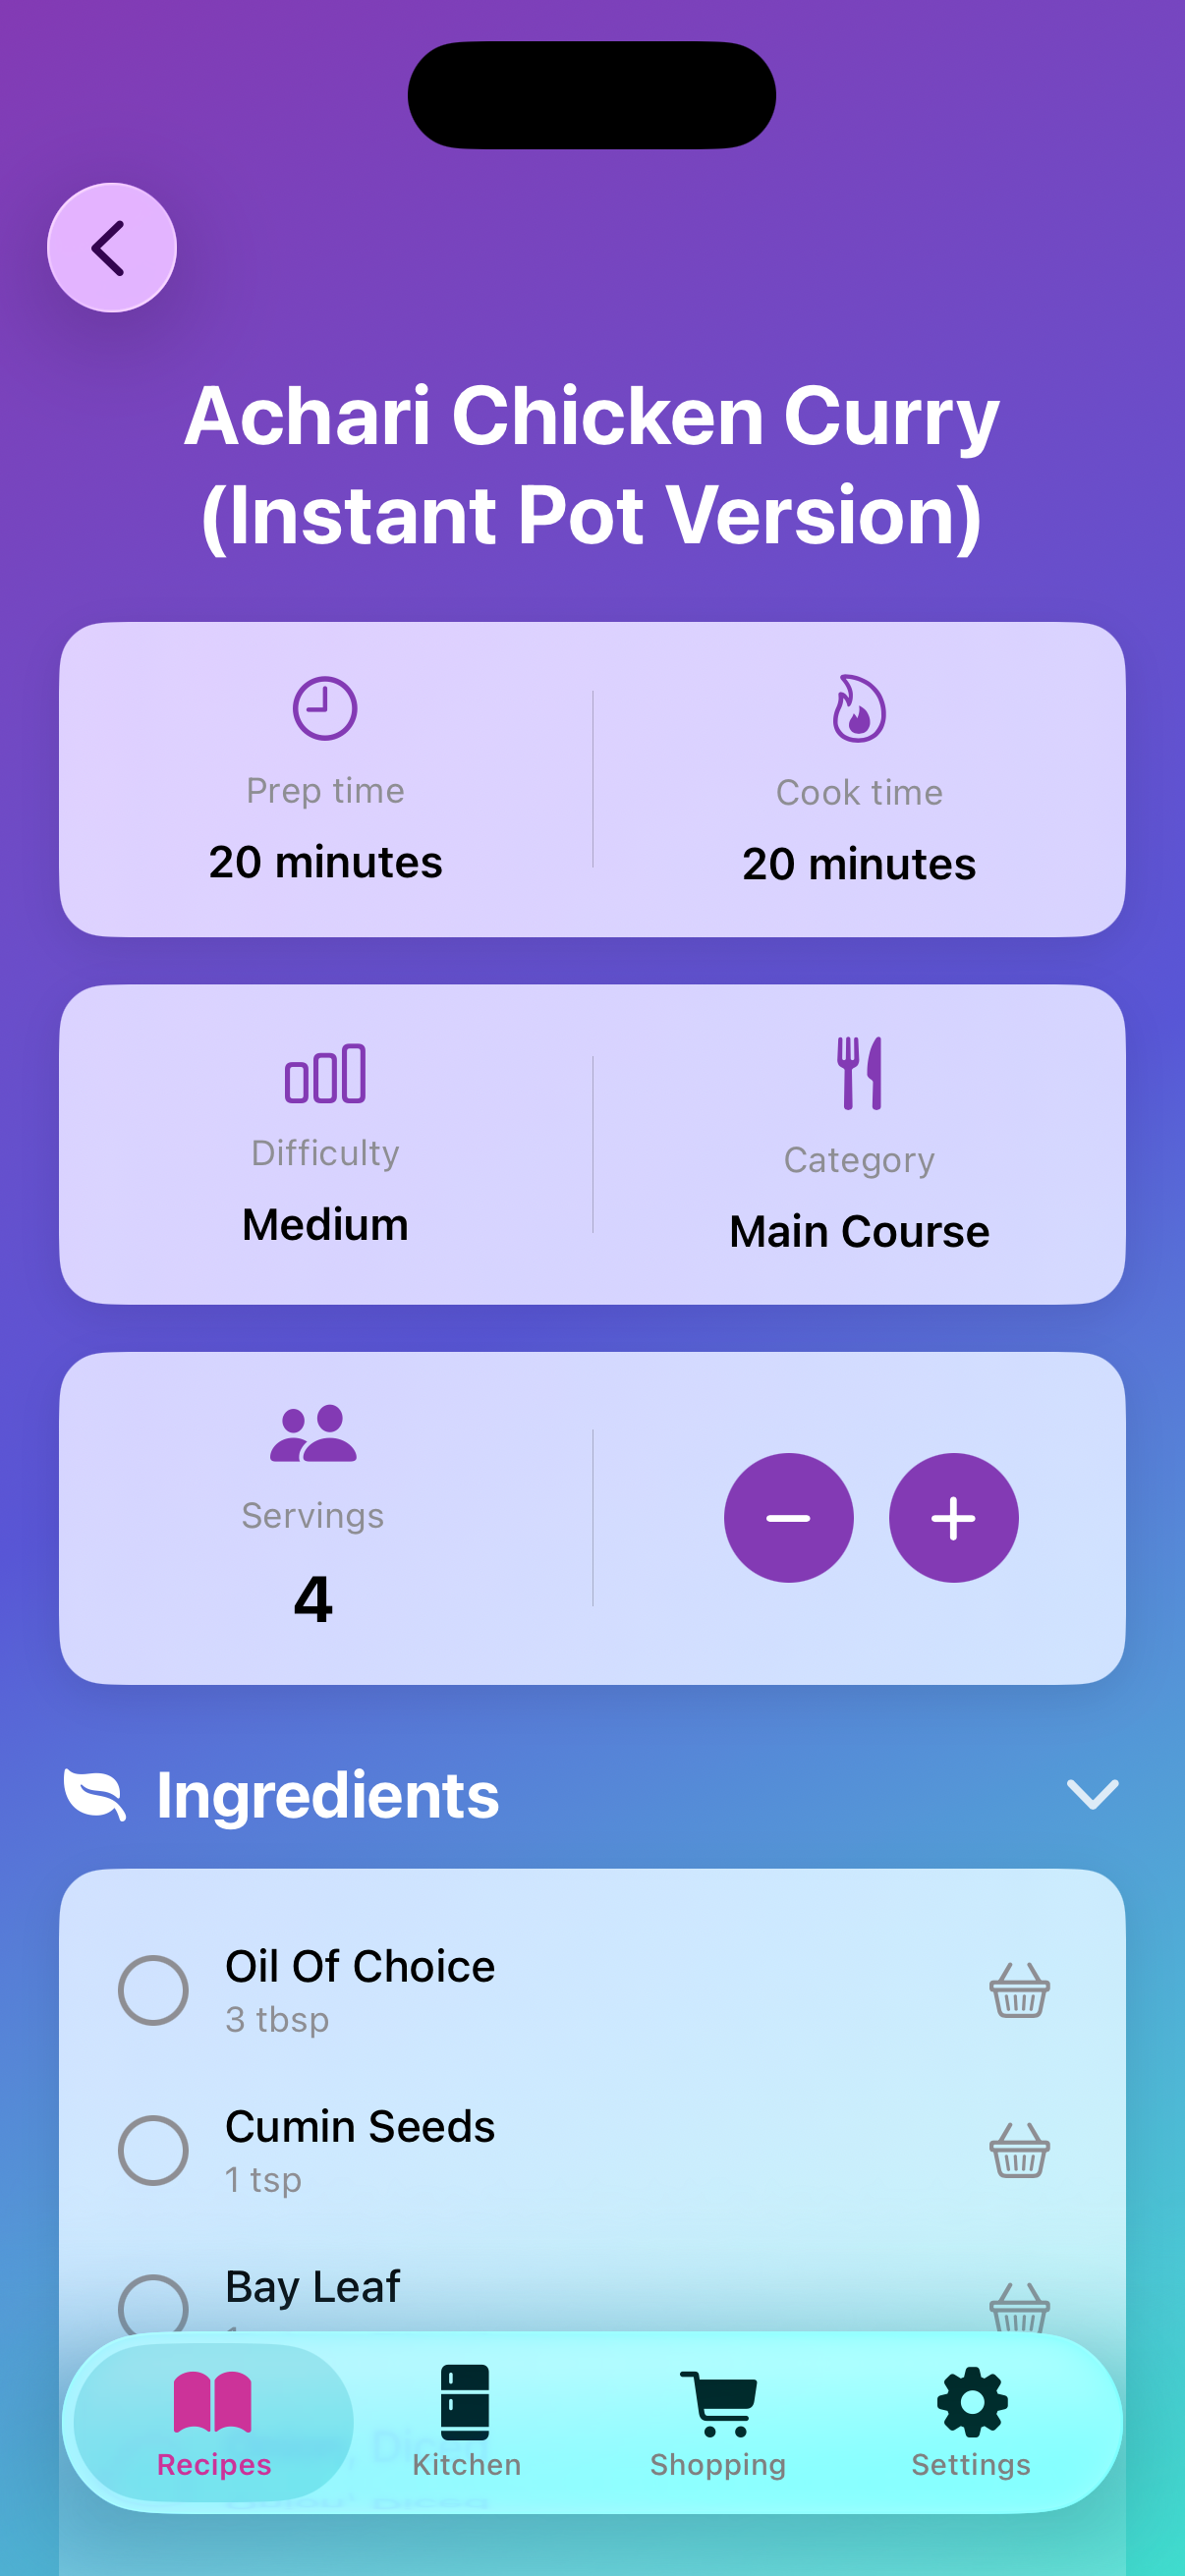 Achari Chicken Curry
(Instant Pot Version)
Prep time
20 minutes
Cook time
20 minutes
Difficulty
Medium
Category
Main Course
Servings
4
Ingredients
Oil Of Choice
3 tbsp
Cumin Seeds
1 tsp
Bay Leaf
Recipes
Kitchen
Shopping
Settings